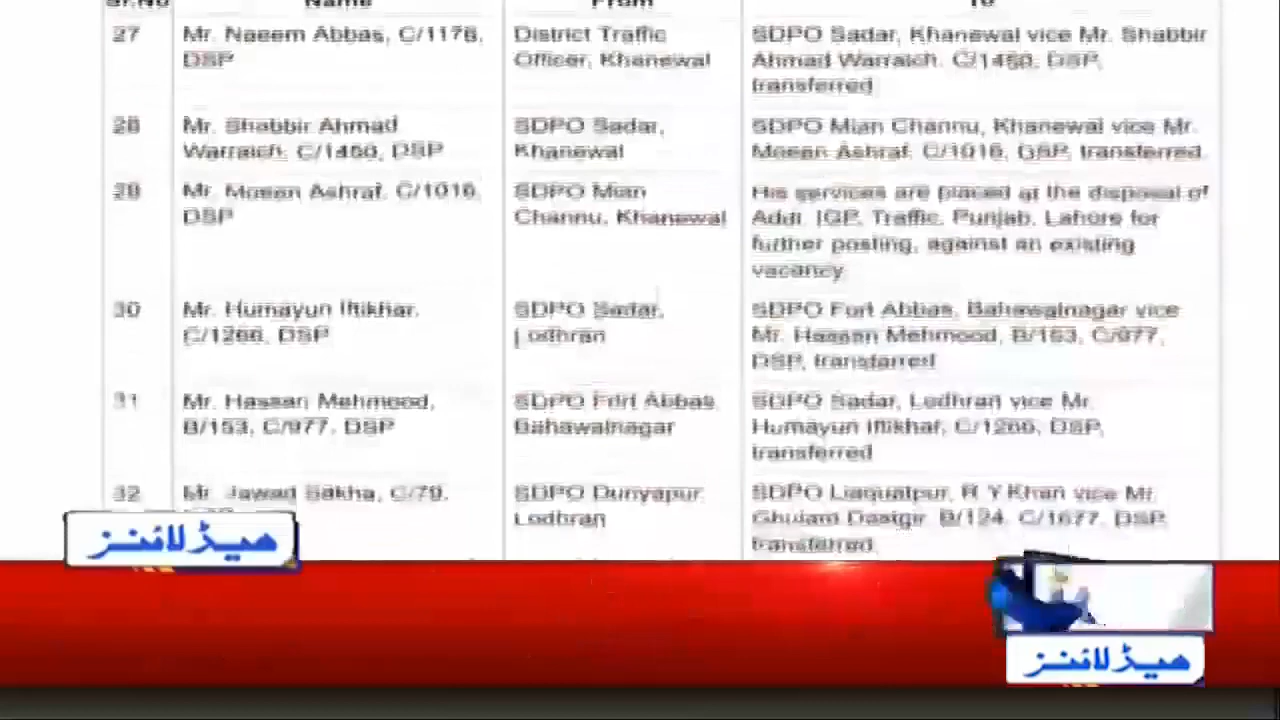 Sr.No Name From To
27 Mr. Naeem Abbas, C/1176, DSP District Traffic Officer, Khanewal SDPO Sadar, Khanewal vice Mr. Shabbir Ahmad Warraich, C/1450, DSP, transferred
28 Mr. Shabbir Ahmad Warraich, C/1450, DSP SDPO Sadar, Khanewal SDPO Mian Channu, Khanewal vice Mr. Moeen Ashraf, C/1016, DSP, transferred
29 Mr. Moeen Ashraf, C/1016, DSP SDPO Mian Channu, Khanewal His services are placed at the disposal of Addl. IGP, Traffic, Punjab, Lahore for further posting, against an existing vacancy
30 Mr. Humayun Iftikhar, C/1266, DSP SDPO Sadar, Lodhran SDPO Fort Abbas, Bahawalnagar vice Mr. Hassan Mehmood, B/153, C/977, DSP, transferred
31 Mr. Hassan Mehmood, B/153, C/977, DSP SDPO Fort Abbas, Bahawalnagar SDPO Sadar, Lodhran vice Mr. Humayun Iftikhar, C/1266, DSP, transferred
32 Mr. Jawad Sakha, C/79, SDPO Dunyapur, Lodhran SDPO Liaquatpur, R Y Khan vice Mr. Ghulam Dastgir, B/124, C/1677, DSP, transferred
ہیڈلائنز
ہیڈلائنز